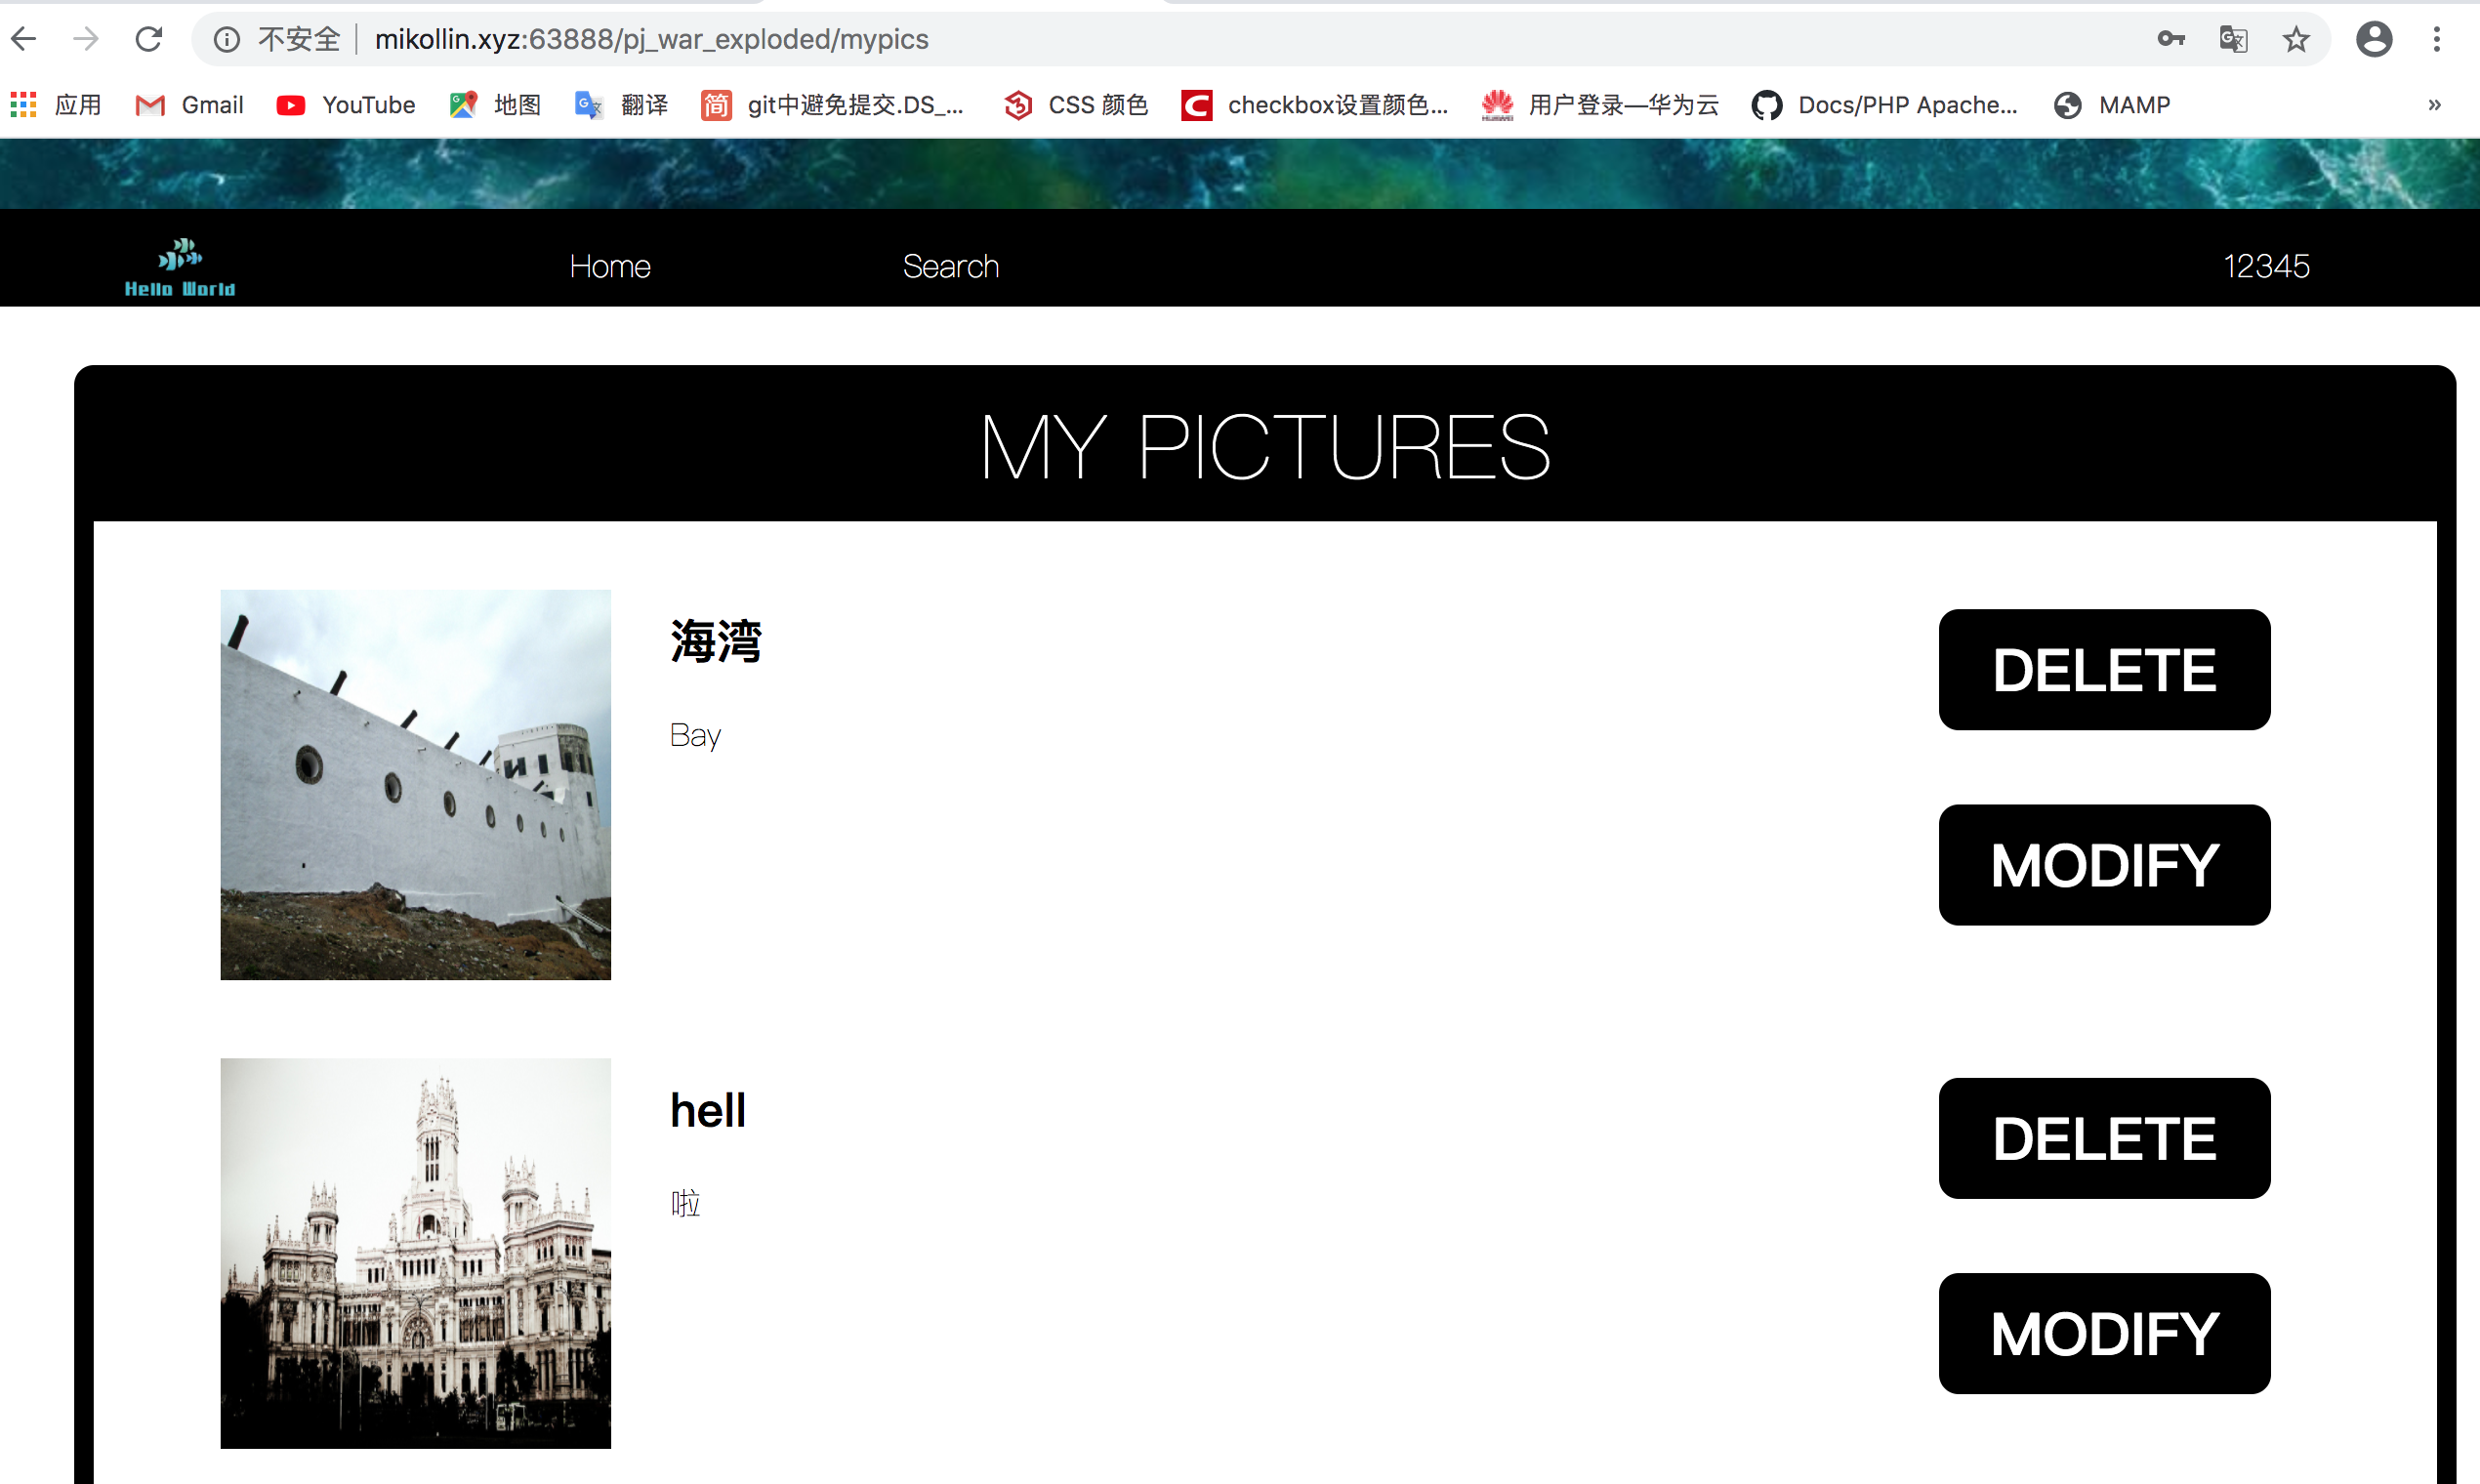 不安全 mikollin.xyz:63888/pj_war_exploded/mypics
应用 Gmail YouTube 地图 翻译 简 git中避免提交.DS_... CSS 颜色 checkbox设置颜色... HUAWEI 用户登录—华为云 Docs/PHP Apache... MAMP »
Hello World Home Search 12345
MY PICTURES
海湾
Bay
DELETE
MODIFY
hell
啦
DELETE
MODIFY